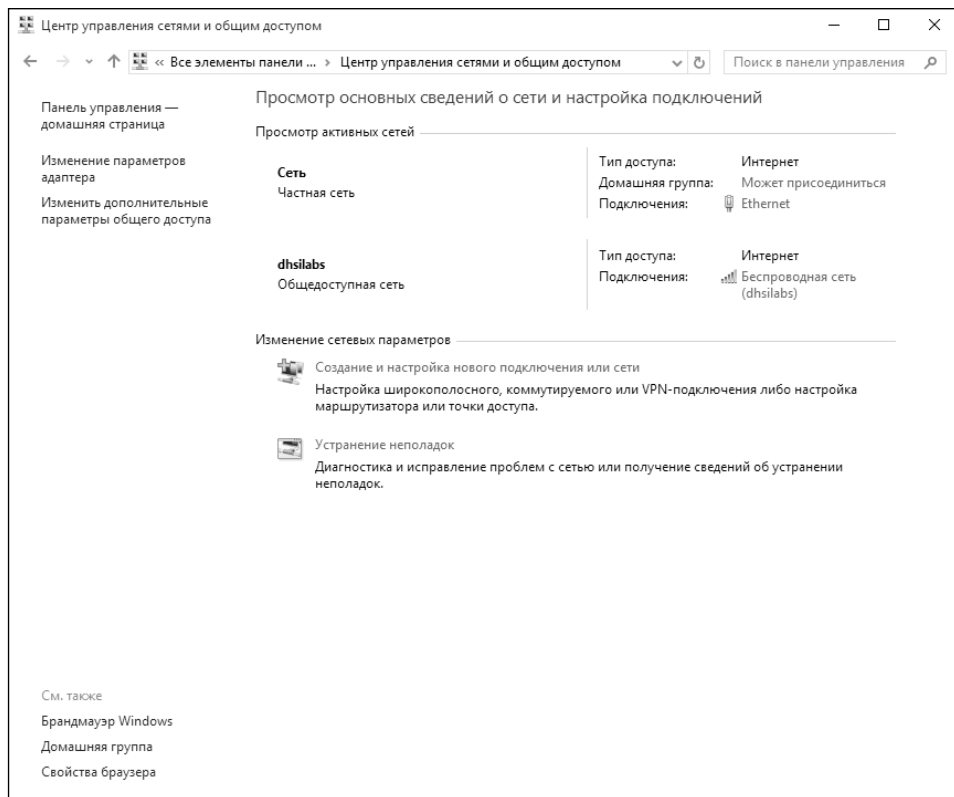 Центр управления сетями и общим доступом
« Все элементы панели ... › Центр управления сетями и общим доступом
Поиск в панели управления
Панель управления —
домашняя страница
Изменение параметров
адаптера
Изменить дополнительные
параметры общего доступа
Просмотр основных сведений о сети и настройка подключений
Просмотр активных сетей
Сеть
Частная сеть
Тип доступа: Интернет
Домашняя группа: Может присоединиться
Подключения: Ethernet
dhsilabs
Общедоступная сеть
Тип доступа: Интернет
Подключения: Беспроводная сеть
(dhsilabs)
Изменение сетевых параметров
Создание и настройка нового подключения или сети
Настройка широкополосного, коммутируемого или VPN-подключения либо настройка
маршрутизатора или точки доступа.
Устранение неполадок
Диагностика и исправление проблем с сетью или получение сведений об устранении
неполадок.
См. также
Брандмауэр Windows
Домашняя группа
Свойства браузера